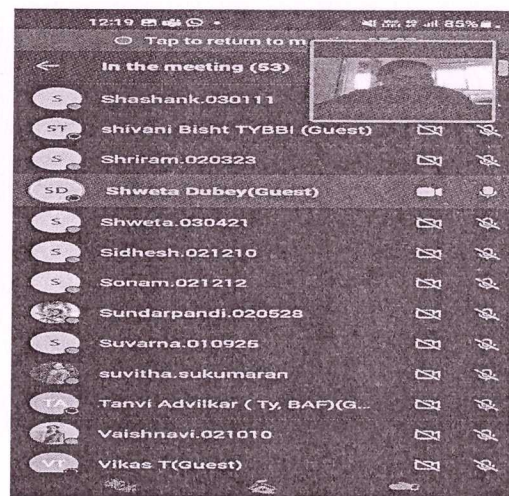 12:19
85%
Tap to return to m
In the meeting (53)
S Shashank.030111
ST shivani Bisht TYBBI (Guest)
S Shriram.020323
SD Shweta Dubey(Guest)
S Shweta.030421
S Sidhesh.021210
S Sonam.021212
Sundarpandi.020528
S Suvarna.010925
suvitha.sukumaran
TA Tanvi Advilkar ( Ty, BAF)(G...
Vaishnavi.021010
VT Vikas T(Guest)